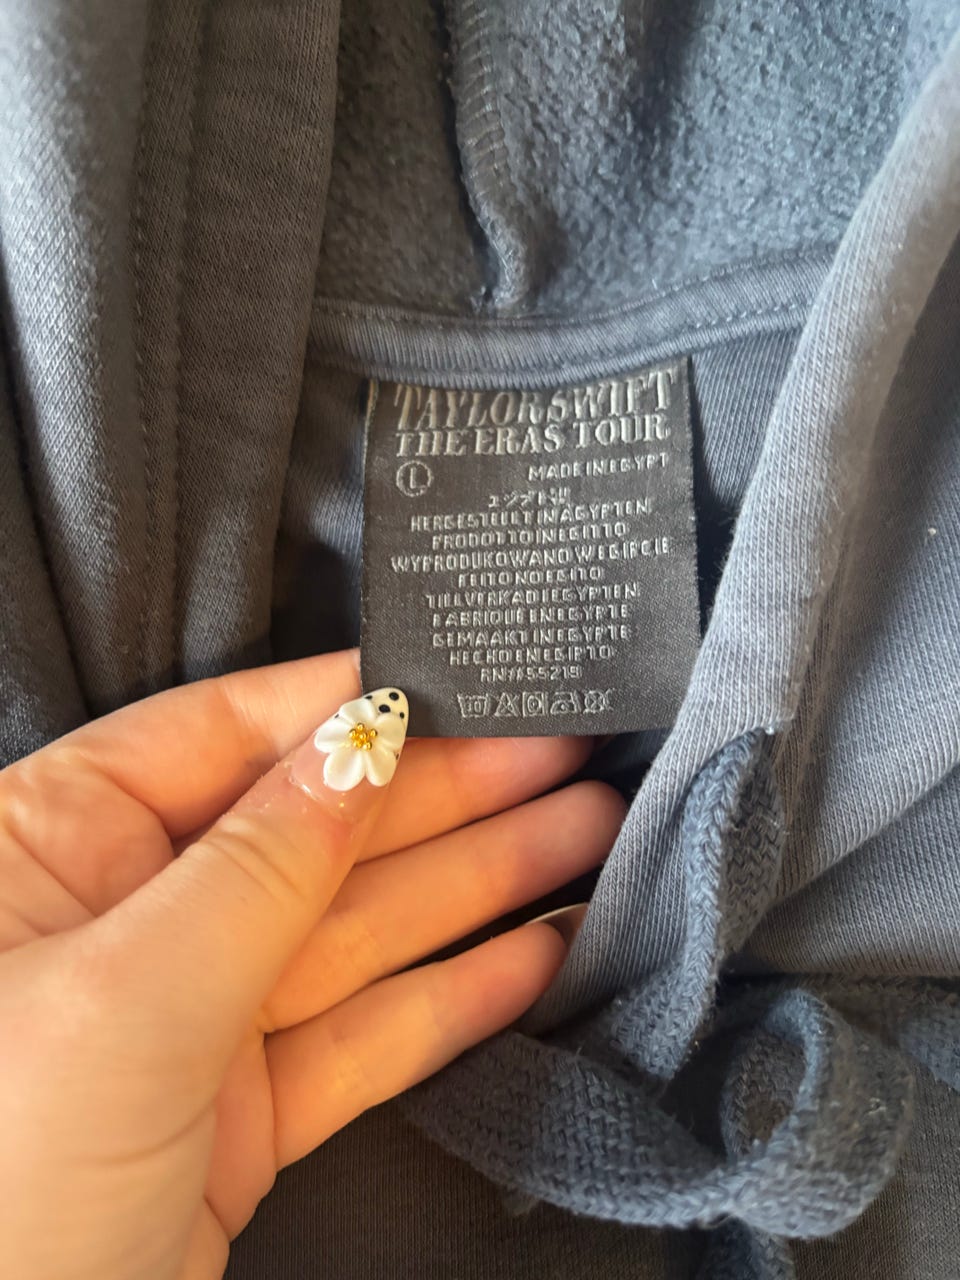 TAYLOR SWIFT
THE ERAS TOUR
L
MADE IN EGYPT
エジプト製
HERGESTELLT IN ÄGYPTEN
PRODOTTO IN EGITTO
WYPRODUKOWANO W EGIPCIE
FEITO NO EGITO
TILLVERKAD I EGYPTEN
FABRIQUÉ EN EGYPTE
GEMAAKT IN EGYPTE
HECHO EN EGIPTO
RN# 55219